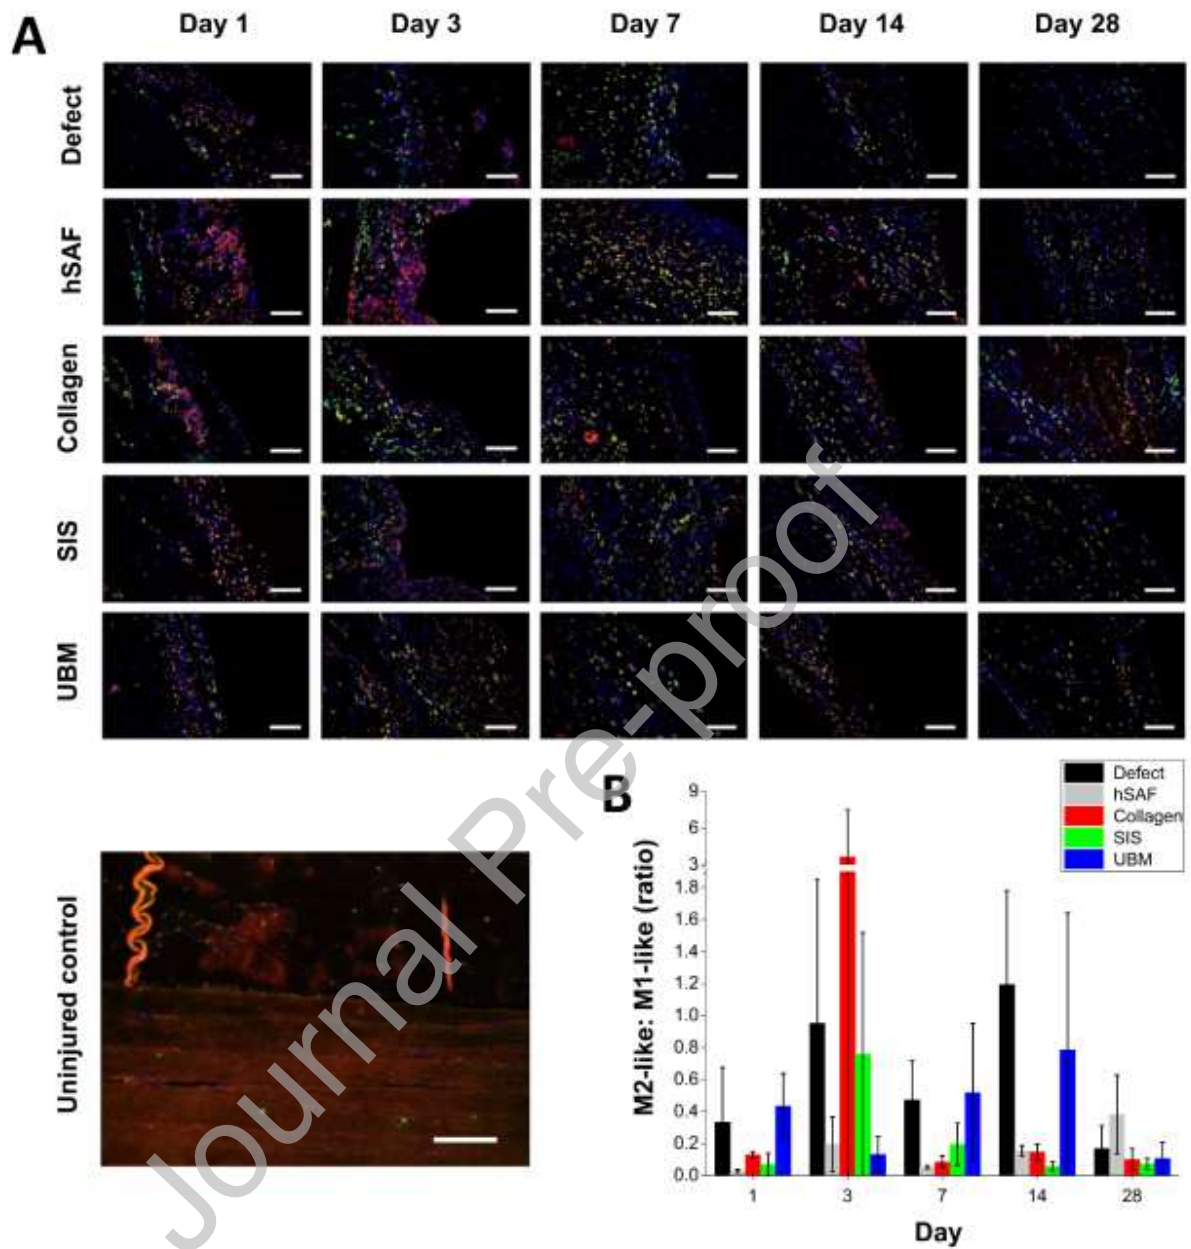 A
Day 1 Day 3 Day 7 Day 14 Day 28
Defect
hSAF
Collagen
SIS
UBM
Uninjured control
B
Defect
hSAF
Collagen
SIS
UBM
M2-like: M1-like (ratio)
9
6
3
1.8
1.6
1.4
1.2
1.0
0.8
0.6
0.4
0.2
0.0
1 3 7 14 28
Day
Journal Pre-proof